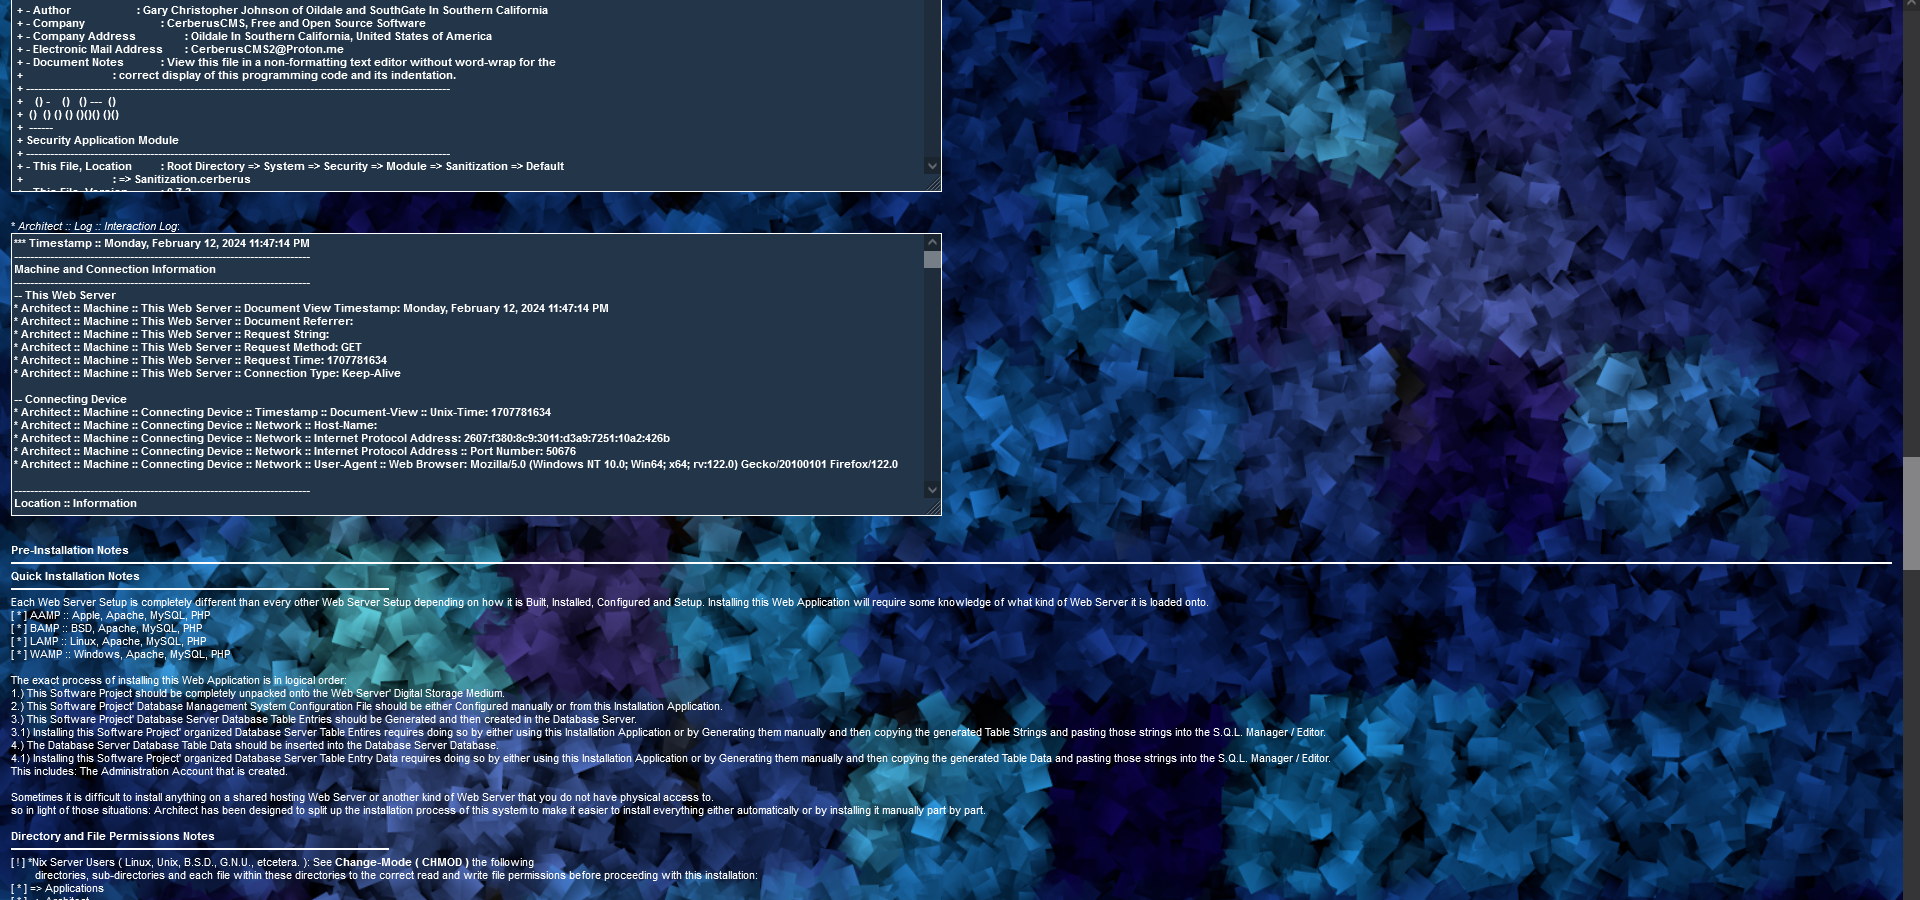 + - Author : Gary Christopher Johnson of Oildale and SouthGate In Southern California
+ - Company : CerberusCMS, Free and Open Source Software
+ - Company Address : Oildale In Southern California, United States of America
+ - Electronic Mail Address : CerberusCMS2@Proton.me
+ - Document Notes : View this file in a non-formatting text editor without word-wrap for the
+ : correct display of this programming code and its indentation.
+ ----------------------------------------------------------------------------------------------------------
+ () - () () --- ()
+ () () () () ()()() ()()
+ ------
+ Security Application Module
+ ----------------------------------------------------------------------------------------------------------
+ - This File, Location : Root Directory => System => Security => Module => Sanitization => Default
+ : => Sanitization.cerberus
+ - This File, Version : 0.7.2
* Architect :: Log :: Interaction Log:
*** Timestamp :: Monday, February 12, 2024 11:47:14 PM
--------------------------------------------------------------------------
Machine and Connection Information
--------------------------------------------------------------------------
-- This Web Server
* Architect :: Machine :: This Web Server :: Document View Timestamp: Monday, February 12, 2024 11:47:14 PM
* Architect :: Machine :: This Web Server :: Document Referrer:
* Architect :: Machine :: This Web Server :: Request String:
* Architect :: Machine :: This Web Server :: Request Method: GET
* Architect :: Machine :: This Web Server :: Request Time: 1707781634
* Architect :: Machine :: This Web Server :: Connection Type: Keep-Alive
-- Connecting Device
* Architect :: Machine :: Connecting Device :: Timestamp :: Document-View :: Unix-Time: 1707781634
* Architect :: Machine :: Connecting Device :: Network :: Host-Name:
* Architect :: Machine :: Connecting Device :: Network :: Internet Protocol Address: 2607:f380:8c9:3011:d3a9:7251:10a2:426b
* Architect :: Machine :: Connecting Device :: Network :: Internet Protocol Address :: Port Number: 50676
* Architect :: Machine :: Connecting Device :: Network :: User-Agent :: Web Browser: Mozilla/5.0 (Windows NT 10.0; Win64; x64; rv:122.0) Gecko/20100101 Firefox/122.0
--------------------------------------------------------------------------
Location :: Information
Pre-Installation Notes
Quick Installation Notes
Each Web Server Setup is completely different than every other Web Server Setup depending on how it is Built, Installed, Configured and Setup. Installing this Web Application will require some knowledge of what kind of Web Server it is loaded onto.
[ * ] AAMP :: Apple, Apache, MySQL, PHP
[ * ] BAMP :: BSD, Apache, MySQL, PHP
[ * ] LAMP :: Linux, Apache, MySQL, PHP
[ * ] WAMP :: Windows, Apache, MySQL, PHP
The exact process of installing this Web Application is in logical order:
1.) This Software Project should be completely unpacked onto the Web Server' Digital Storage Medium.
2.) This Software Project' Database Management System Configuration File should be either Configured manually or from this Installation Application.
3.) This Software Project' Database Server Database Table Entries should be Generated and then created in the Database Server.
3.1) Installing this Software Project' organized Database Server Table Entires requires doing so by either using this Installation Application or by Generating them manually and then copying the generated Table Strings and pasting those strings into the S.Q.L. Manager / Editor.
4.) The Database Server Database Table Data should be inserted into the Database Server Database.
4.1) Installing this Software Project' organized Database Server Table Entry Data requires doing so by either using this Installation Application or by Generating them manually and then copying the generated Table Data and pasting those strings into the S.Q.L. Manager / Editor.
This includes: The Administration Account that is created.
Sometimes it is difficult to install anything on a shared hosting Web Server or another kind of Web Server that you do not have physical access to.
so in light of those situations: Architect has been designed to split up the installation process of this system to make it easier to install everything either automatically or by installing it manually part by part.
Directory and File Permissions Notes
[ ! ] *Nix Server Users ( Linux, Unix, B.S.D., G.N.U., etcetera. ): See Change-Mode ( CHMOD ) the following
directories, sub-directories and each file within these directories to the correct read and write file permissions before proceeding with this installation:
[ * ] => Applications